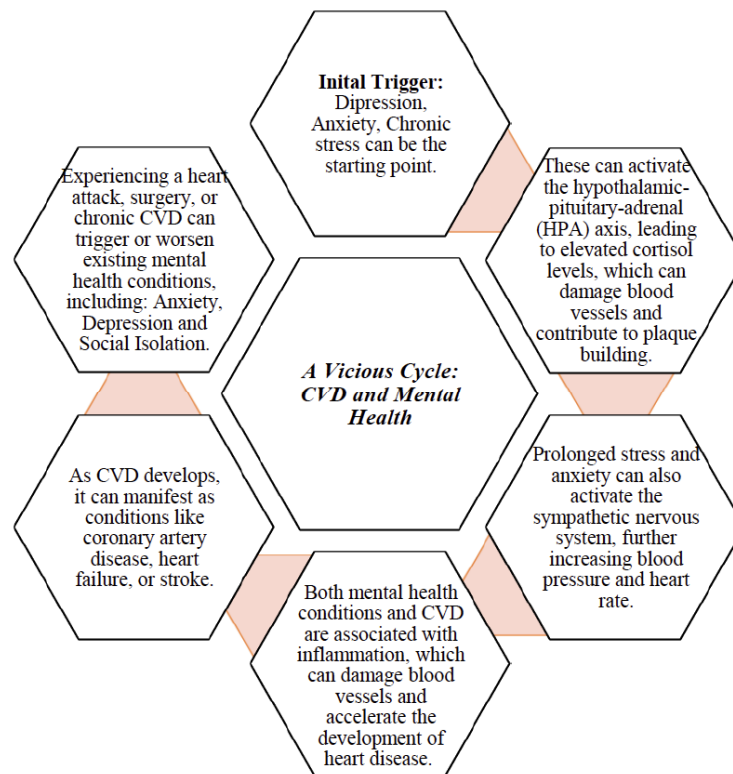 Inital Trigger:
Dipression,
Anxiety, Chronic
stress can be the
starting point.
These can activate
the hypothalamic-
pituitary-adrenal
(HPA) axis, leading
to elevated cortisol
levels, which can
damage blood
vessels and
contribute to plaque
building.
Prolonged stress and
anxiety can also
activate the
sympathetic nervous
system, further
increasing blood
pressure and heart
rate.
Both mental health
conditions and CVD
are associated with
inflammation, which
can damage blood
vessels and
accelerate the
development of
heart disease.
As CVD develops,
it can manifest as
conditions like
coronary artery
disease, heart
failure, or stroke.
Experiencing a heart
attack, surgery, or
chronic CVD can
trigger or worsen
existing mental
health conditions,
including: Anxiety,
Depression and
Social Isolation.
A Vicious Cycle:
CVD and Mental
Health